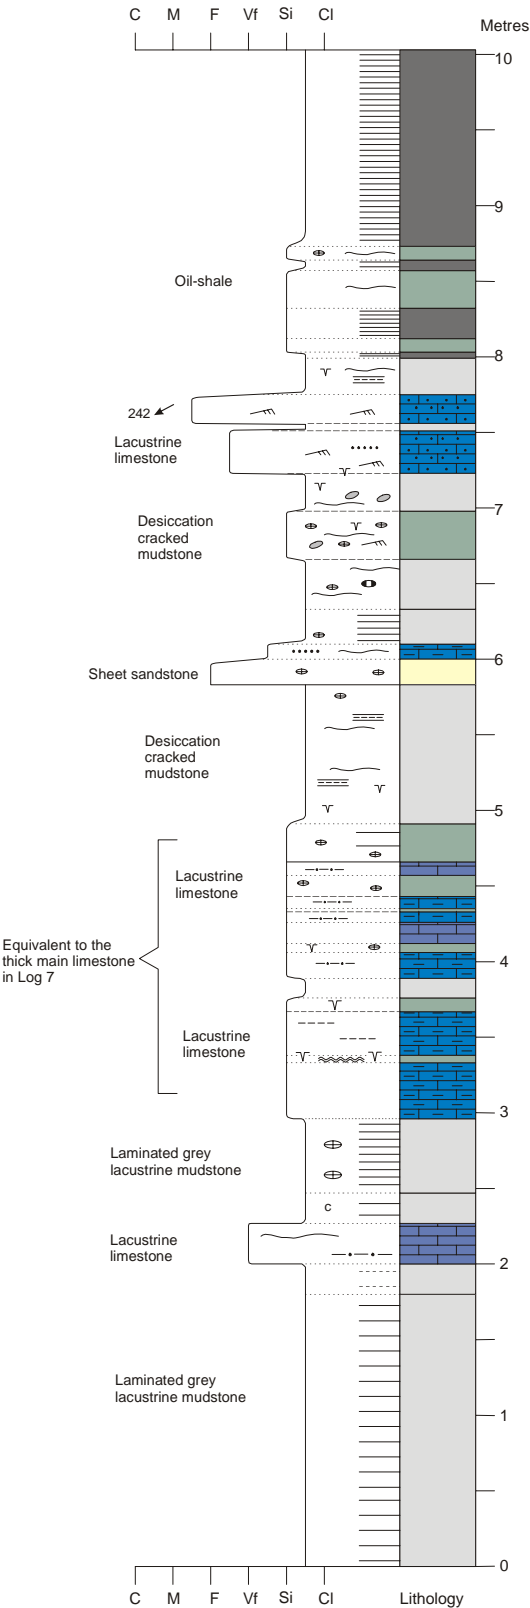 C M F Vf Si Cl
Metres
10
9
Oil-shale
8
242
Lacustrine
limestone
7
Desiccation
cracked
mudstone
6
Sheet sandstone
Desiccation
cracked
mudstone
5
Lacustrine
limestone
Equivalent to the
thick main limestone
in Log 7
4
Lacustrine
limestone
3
Laminated grey
lacustrine mudstone
c
Lacustrine
limestone
2
Laminated grey
lacustrine mudstone
1
0
C M F Vf Si Cl Lithology